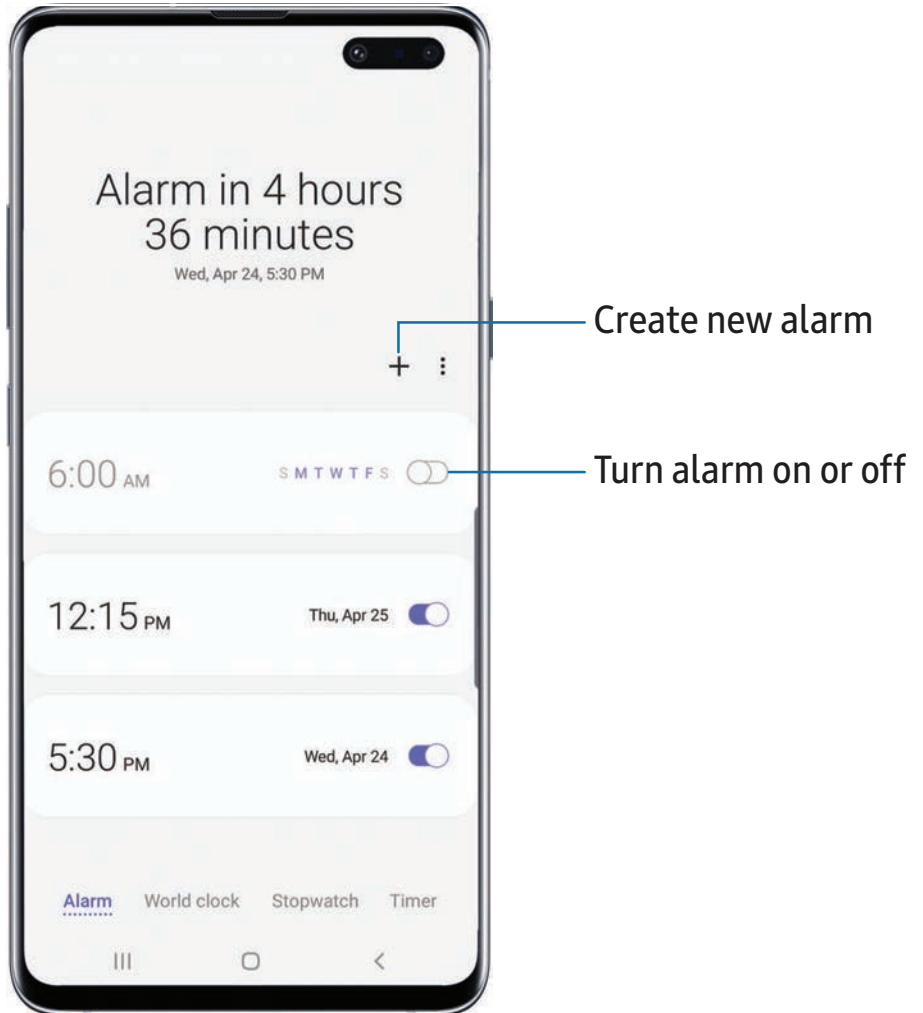 Alarm in 4 hours
36 minutes
Wed, Apr 24, 5:30 PM
Create new alarm
6:00 AM
S M T W T F S
Turn alarm on or off
12:15 PM
Thu, Apr 25
5:30 PM
Wed, Apr 24
Alarm World clock Stopwatch Timer